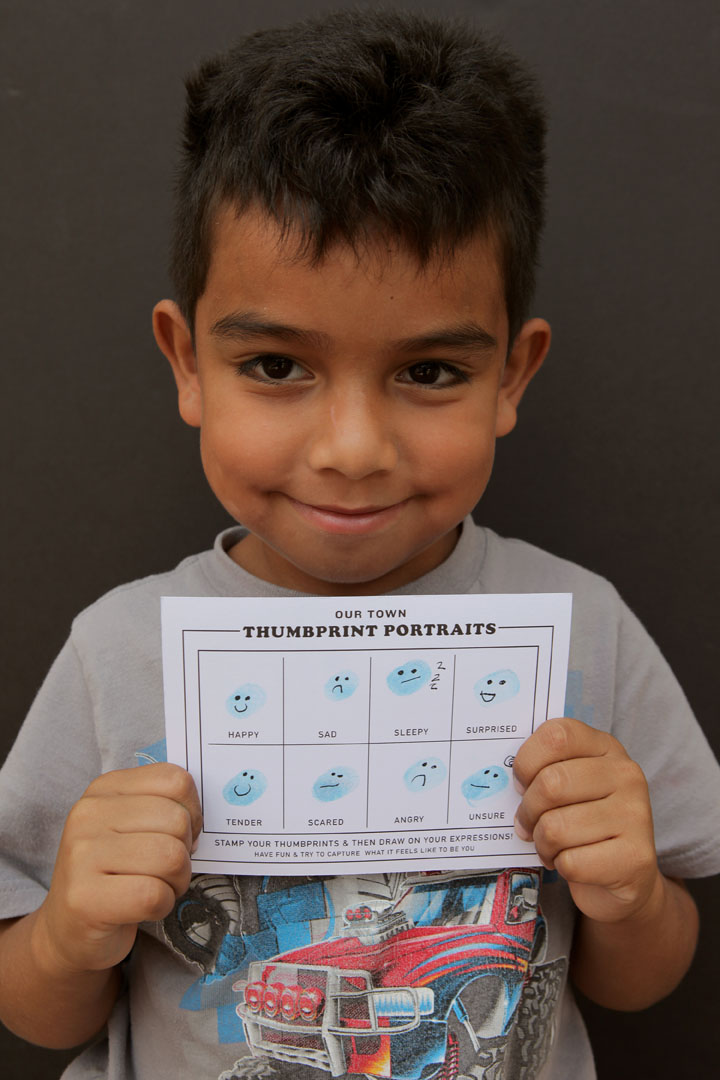 OUR TOWN
THUMBPRINT PORTRAITS
z
z
z
HAPPY SAD SLEEPY SURPRISED
TENDER SCARED ANGRY UNSURE
STAMP YOUR THUMBPRINTS & THEN DRAW ON YOUR EXPRESSIONS!
HAVE FUN & TRY TO CAPTURE WHAT IT FEELS LIKE TO BE YOU